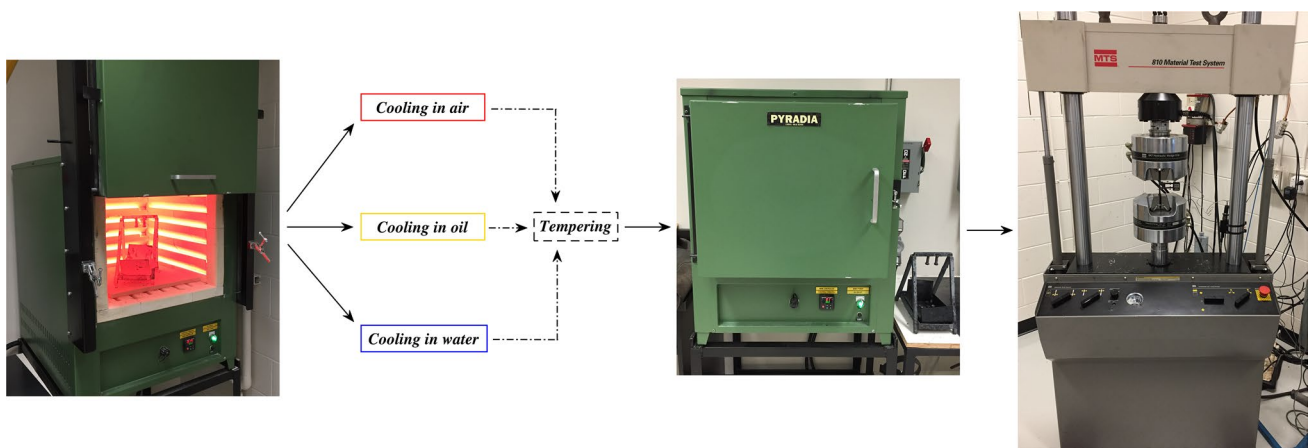 Cooling in air
Cooling in oil
Cooling in water
Tempering
PYRADIA
MTS
810 Material Test System